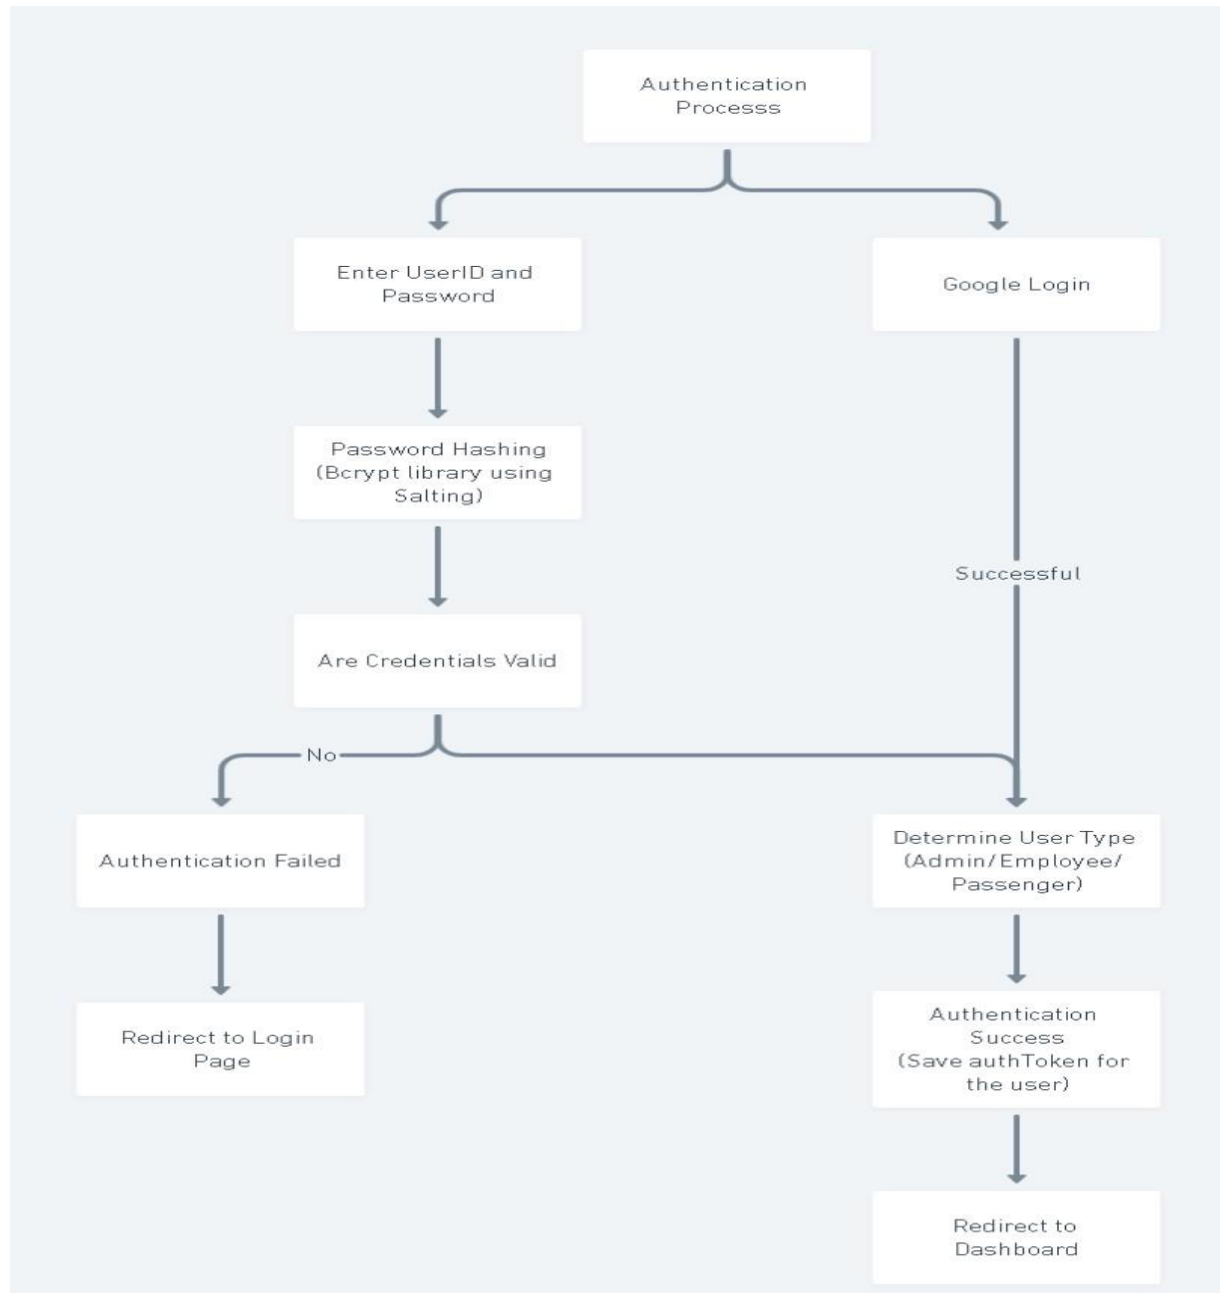 Authentication
Processs
Enter UserID and
Password
Google Login
Password Hashing
(Bcrypt library using
Salting)
Successful
Are Credentials Valid
No
Authentication Failed
Determine User Type
(Admin/Employee/
Passenger)
Redirect to Login
Page
Authentication
Success
(Save authToken for
the user)
Redirect to
Dashboard